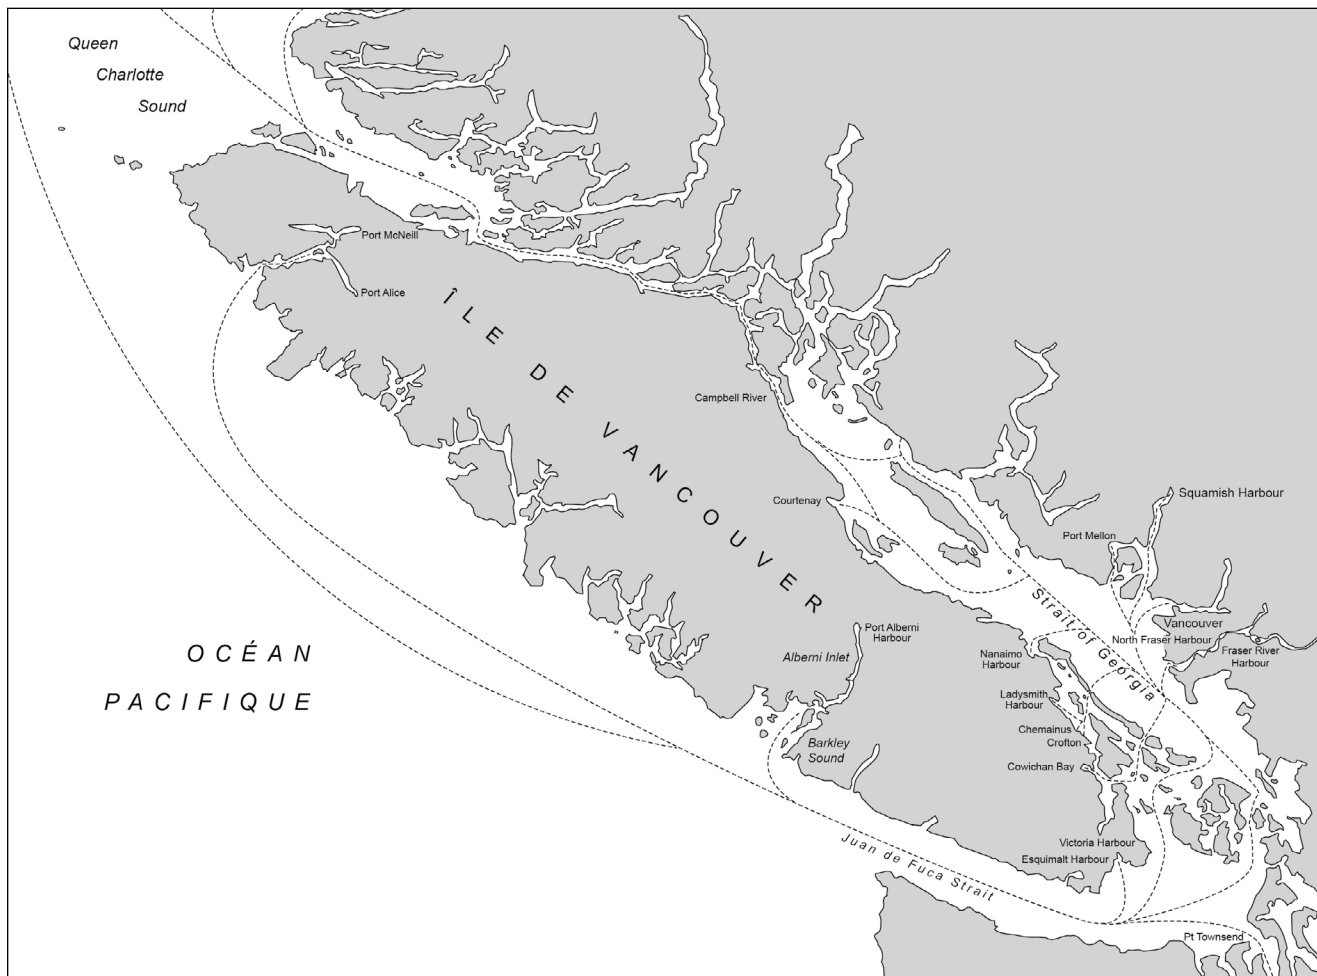 Queen
Charlotte
Sound
Port McNeill
Port Alice
ÎLE DE VANCOUVER
Campbell River
Courtenay
Squamish Harbour
Port Mellon
Strait of Georgia
Vancouver
North Fraser Harbour
Fraser River
Harbour
Port Alberni
Harbour
Alberni Inlet
Nanaimo
Harbour
OCÉAN
PACIFIQUE
Ladysmith
Harbour
Chemainus
Crofton
Barkley
Sound
Cowichan Bay
Victoria Harbour
Esquimalt Harbour
Juan de Fuca Strait
Pt Townsend